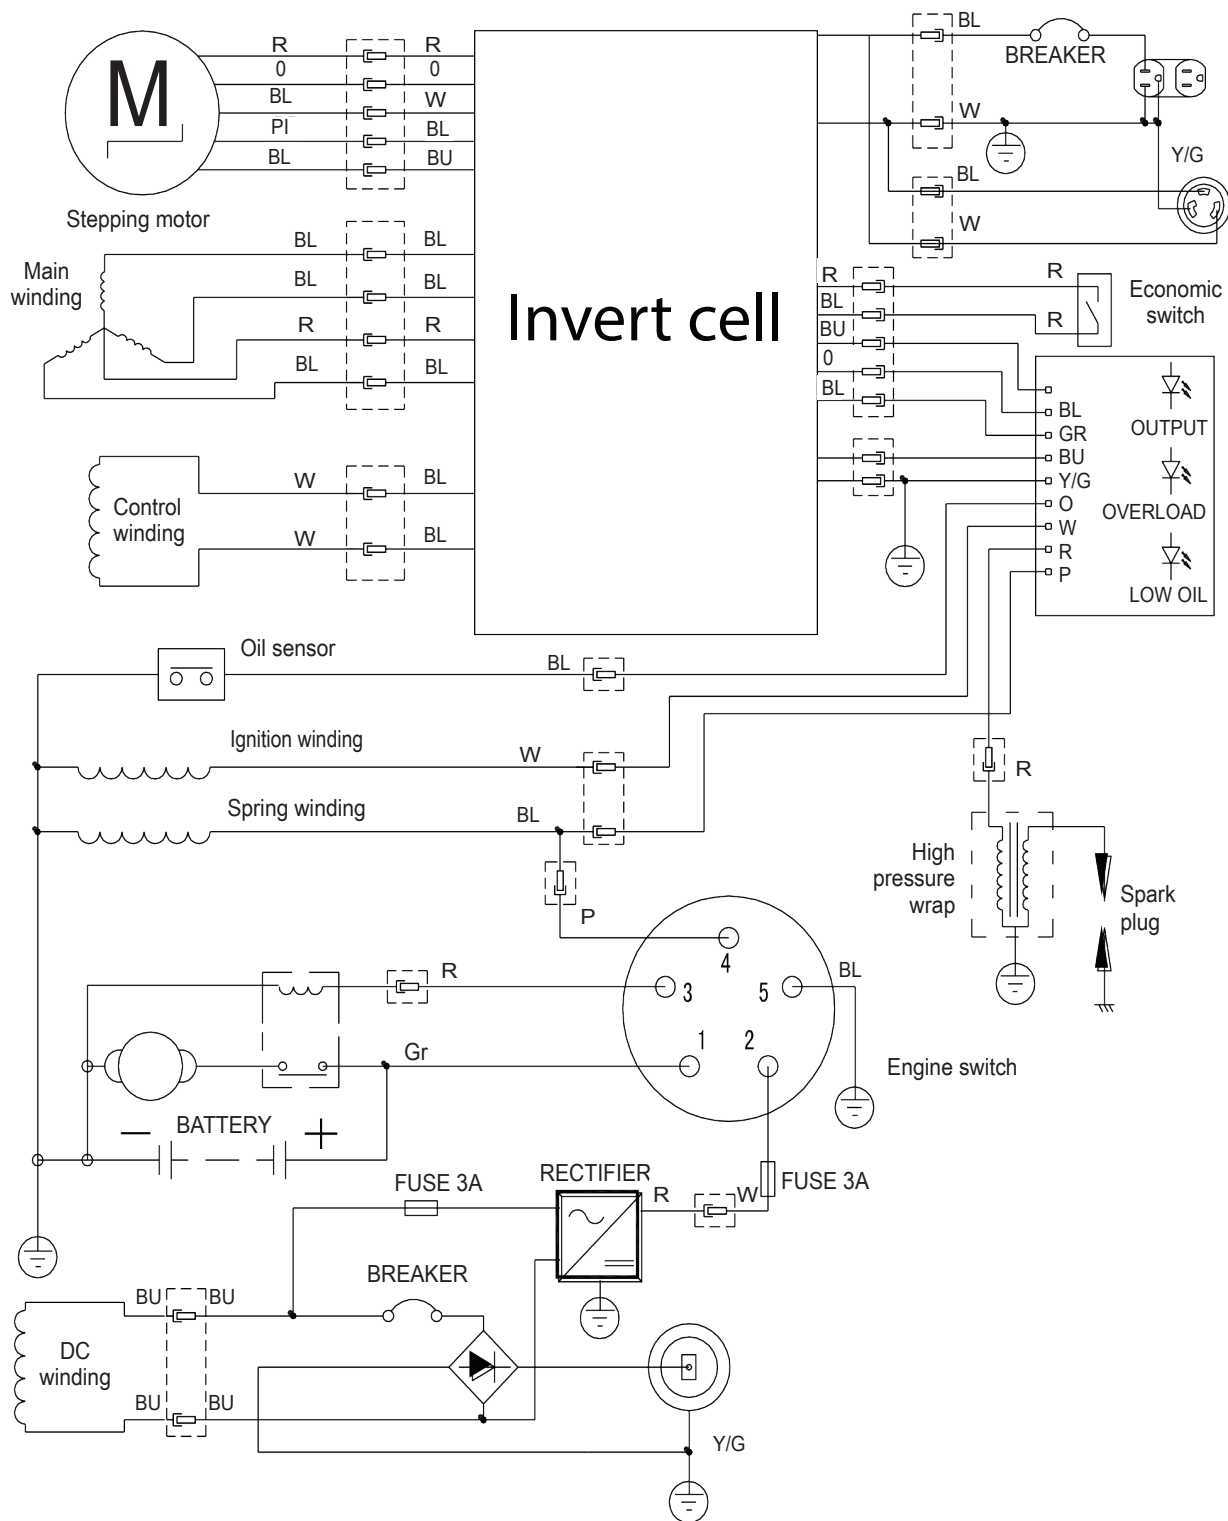 BL
BREAKER
R
R
0
0
BL
W
PI
BL
BL
BU
M
Stepping motor
W
Y/G
BL
W
Main
winding
BL
BL
BL
BL
R
R
BL
BL
Invert cell
R
BL
BU
0
BL
R
R
Economic
switch
BL
GR
BU
Y/G
O
W
R
P
OUTPUT
OVERLOAD
LOW OIL
Control
winding
W
BL
W
BL
Oil sensor
BL
Ignition winding
W
Spring winding
BL
R
High
pressure
wrap
Spark
plug
P
4
3
5
1
2
BL
R
Gr
Engine switch
BATTERY
FUSE 3A
RECTIFIER
R
W
FUSE 3A
BREAKER
BU
BU
DC
winding
BU
BU
Y/G